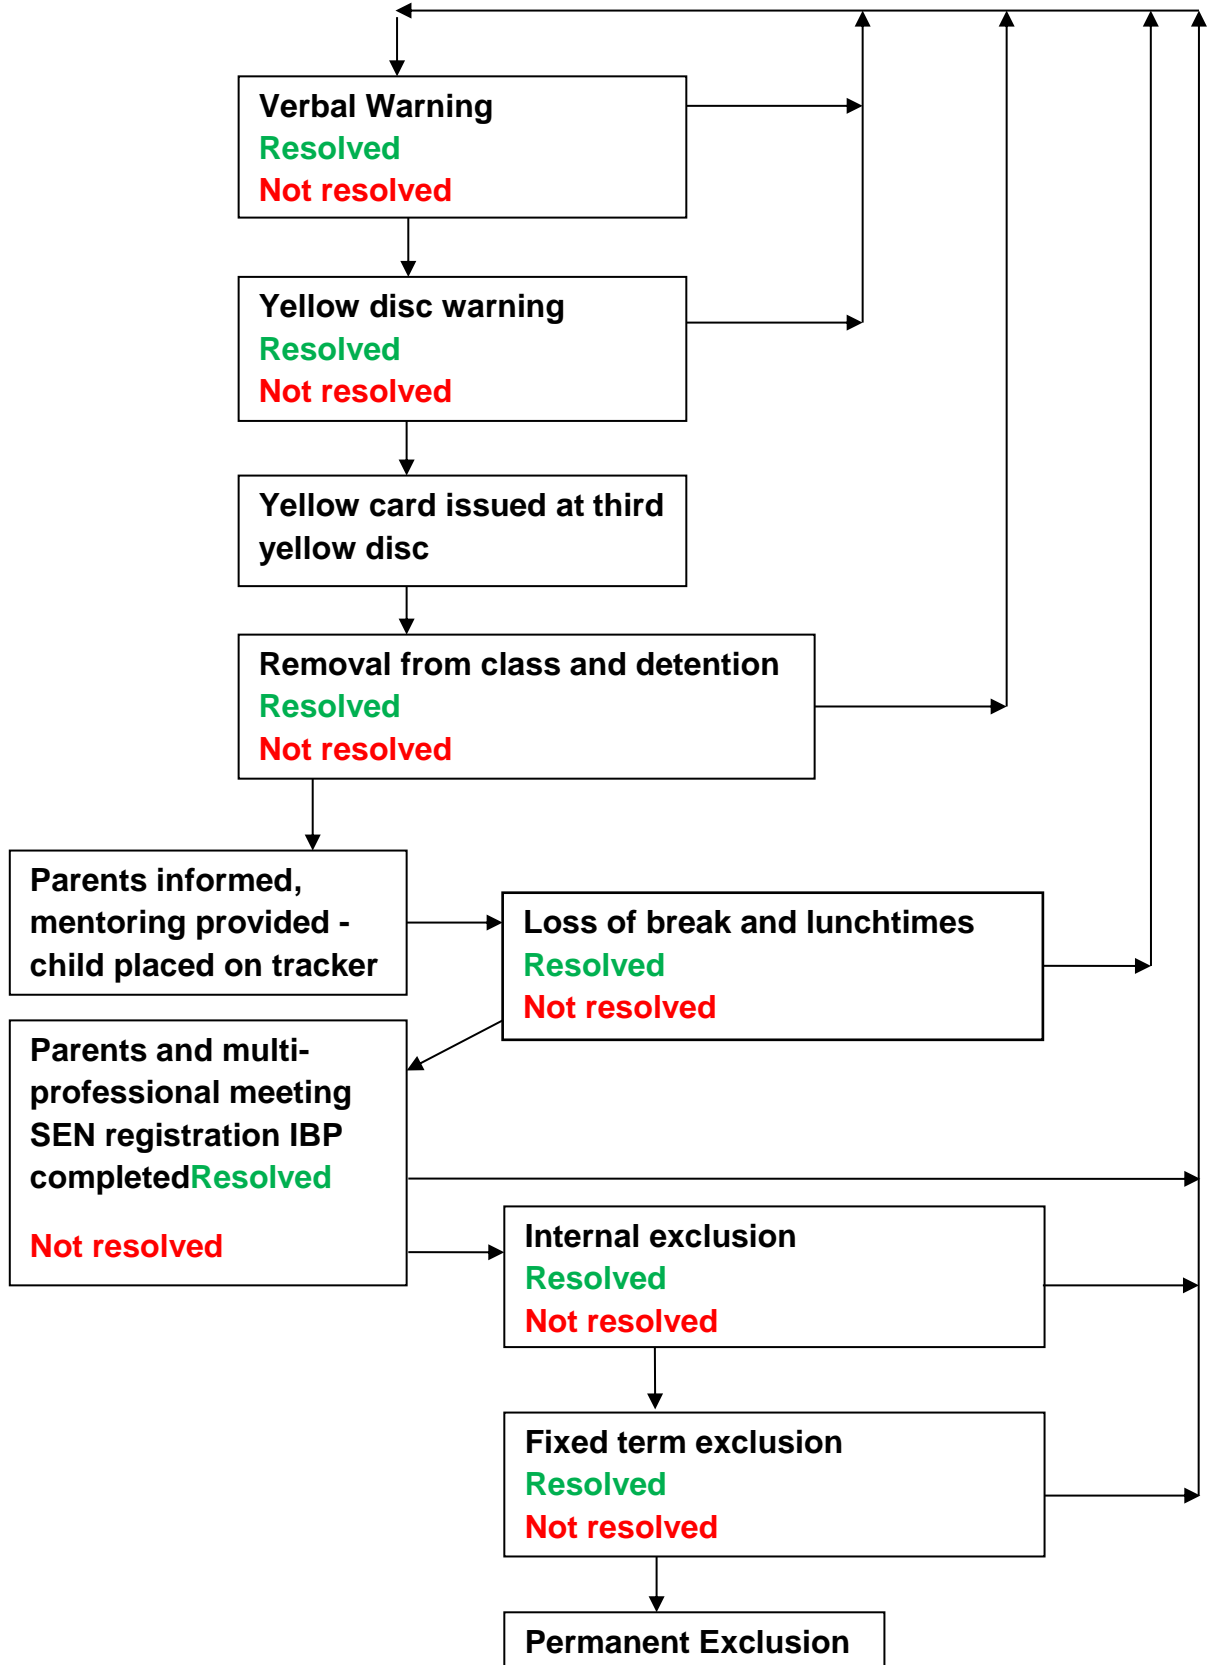 Verbal Warning
Resolved
Not resolved
Yellow disc warning
Resolved
Not resolved
Yellow card issued at third
yellow disc
Removal from class and detention
Resolved
Not resolved
Parents informed,
mentoring provided -
child placed on tracker
Loss of break and lunchtimes
Resolved
Not resolved
Parents and multi-
professional meeting
SEN registration IBP
completedResolved
Not resolved
Internal exclusion
Resolved
Not resolved
Fixed term exclusion
Resolved
Not resolved
Permanent Exclusion